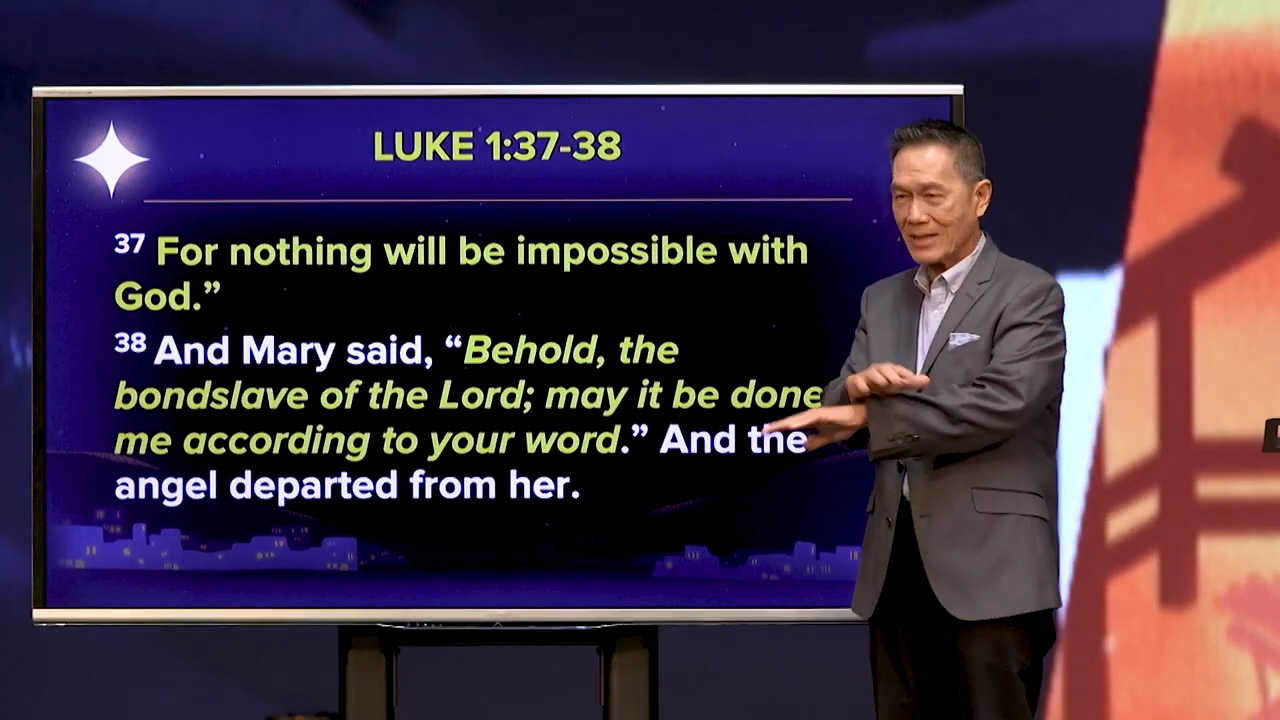 LUKE 1:37-38
37 For nothing will be impossible with
God.”
38 And Mary said, “Behold, the
bondslave of the Lord; may it be done
me according to your word.” And the
angel departed from her.